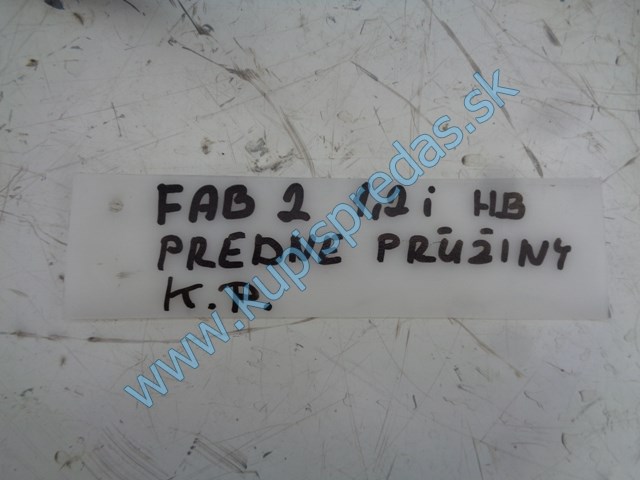 FAB 2 1,2i HB
PREDNÉ PRUŽINY
K.P.
www.kupispredas.sk